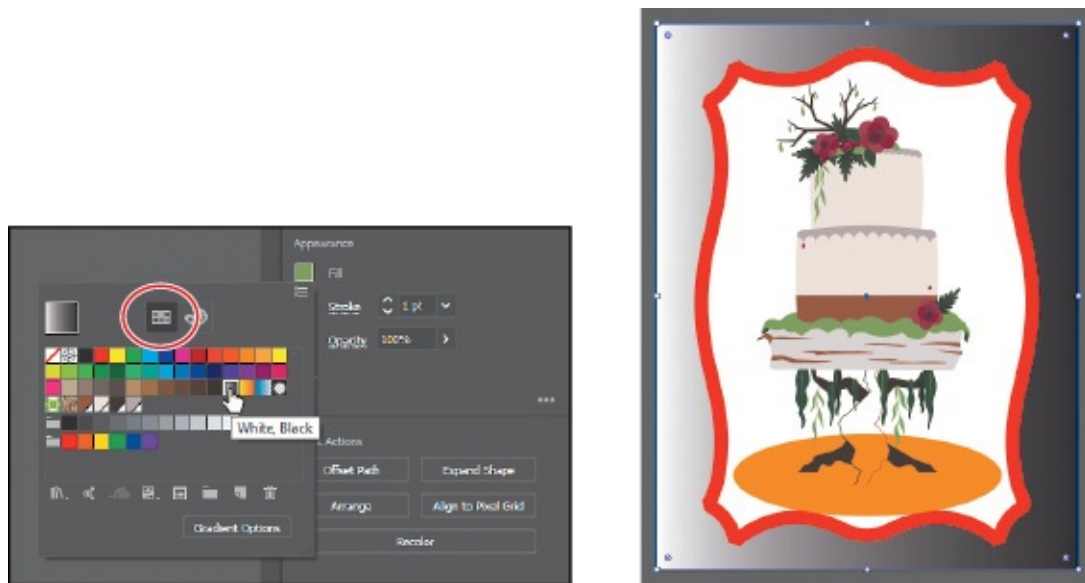 Appearance
Fill
Stroke 1 pt
Opacity 100%
White, Black
Actions
Offset Path Expand Shape
Arrange Align to Pixel Grid
Gradient Options
Recolor